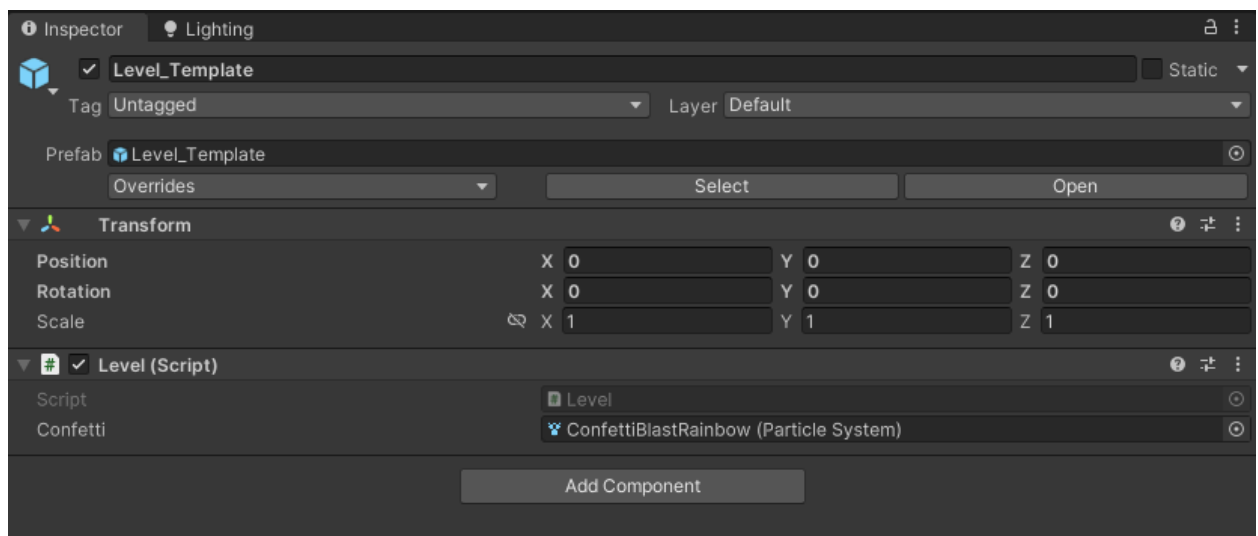 Inspector Lighting
Level_Template Static
Tag Untagged Layer Default
Prefab Level_Template
Overrides Select Open
Transform
Position X 0 Y 0 Z 0
Rotation X 0 Y 0 Z 0
Scale X 1 Y 1 Z 1
# Level (Script)
Script Level
Confetti ConfettiBlastRainbow (Particle System)
Add Component